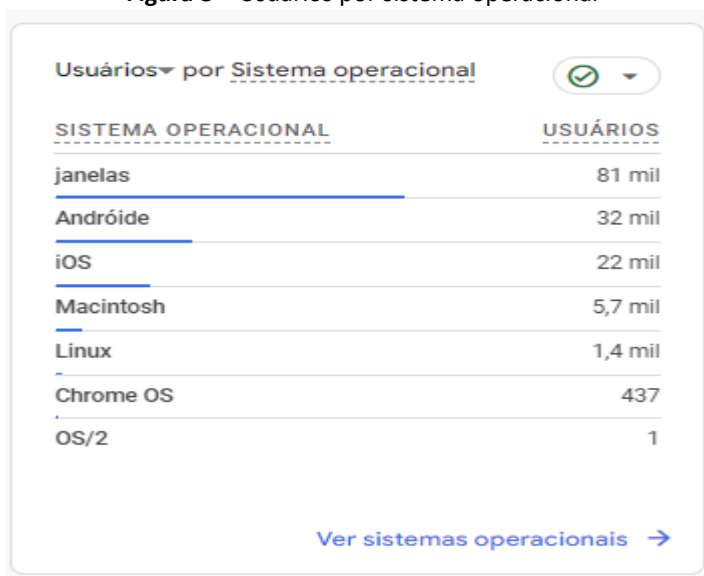 Usuários por Sistema operacional
SISTEMA OPERACIONAL USUÁRIOS
janelas 81 mil
Andróide 32 mil
iOS 22 mil
Macintosh 5,7 mil
Linux 1,4 mil
Chrome OS 437
OS/2 1
Ver sistemas operacionais →